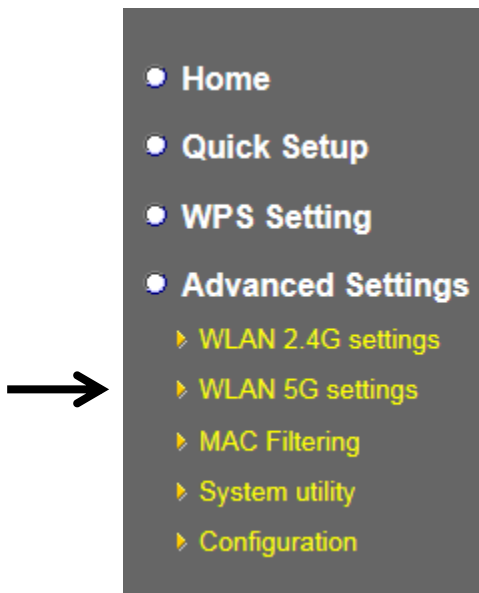 Home
Quick Setup
WPS Setting
Advanced Settings
WLAN 2.4G settings
WLAN 5G settings
MAC Filtering
System utility
Configuration